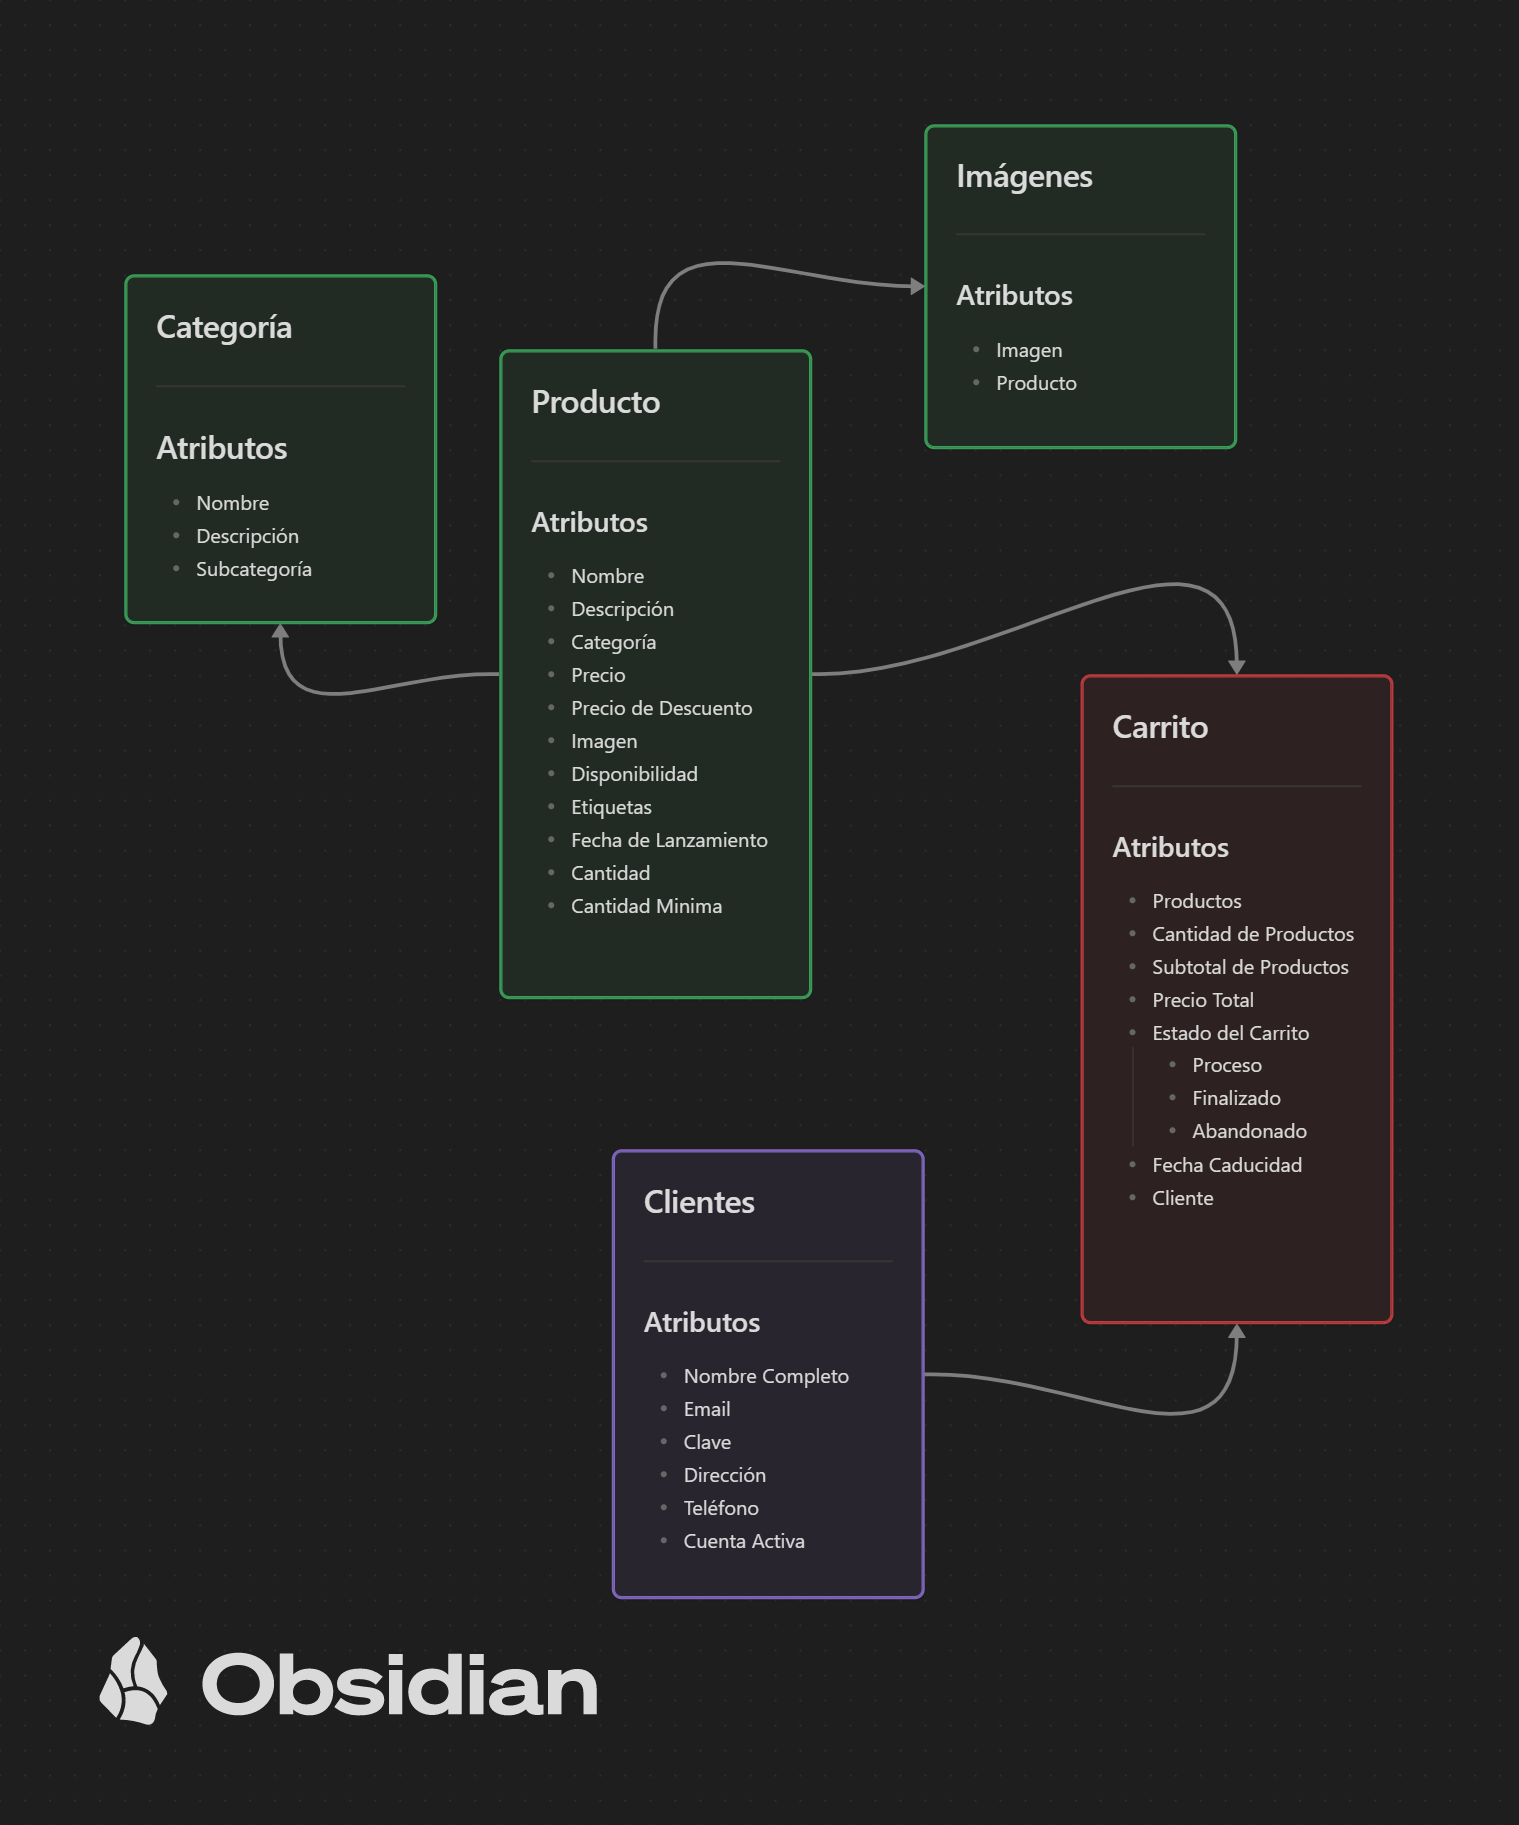 Imágenes
Atributos
Imagen
Producto
Categoría
Atributos
Nombre
Descripción
Subcategoría
Producto
Atributos
Nombre
Descripción
Categoría
Precio
Precio de Descuento
Imagen
Disponibilidad
Etiquetas
Fecha de Lanzamiento
Cantidad
Cantidad Minima
Carrito
Atributos
Productos
Cantidad de Productos
Subtotal de Productos
Precio Total
Estado del Carrito
Proceso
Finalizado
Abandonado
Fecha Caducidad
Cliente
Clientes
Atributos
Nombre Completo
Email
Clave
Dirección
Teléfono
Cuenta Activa
Obsidian